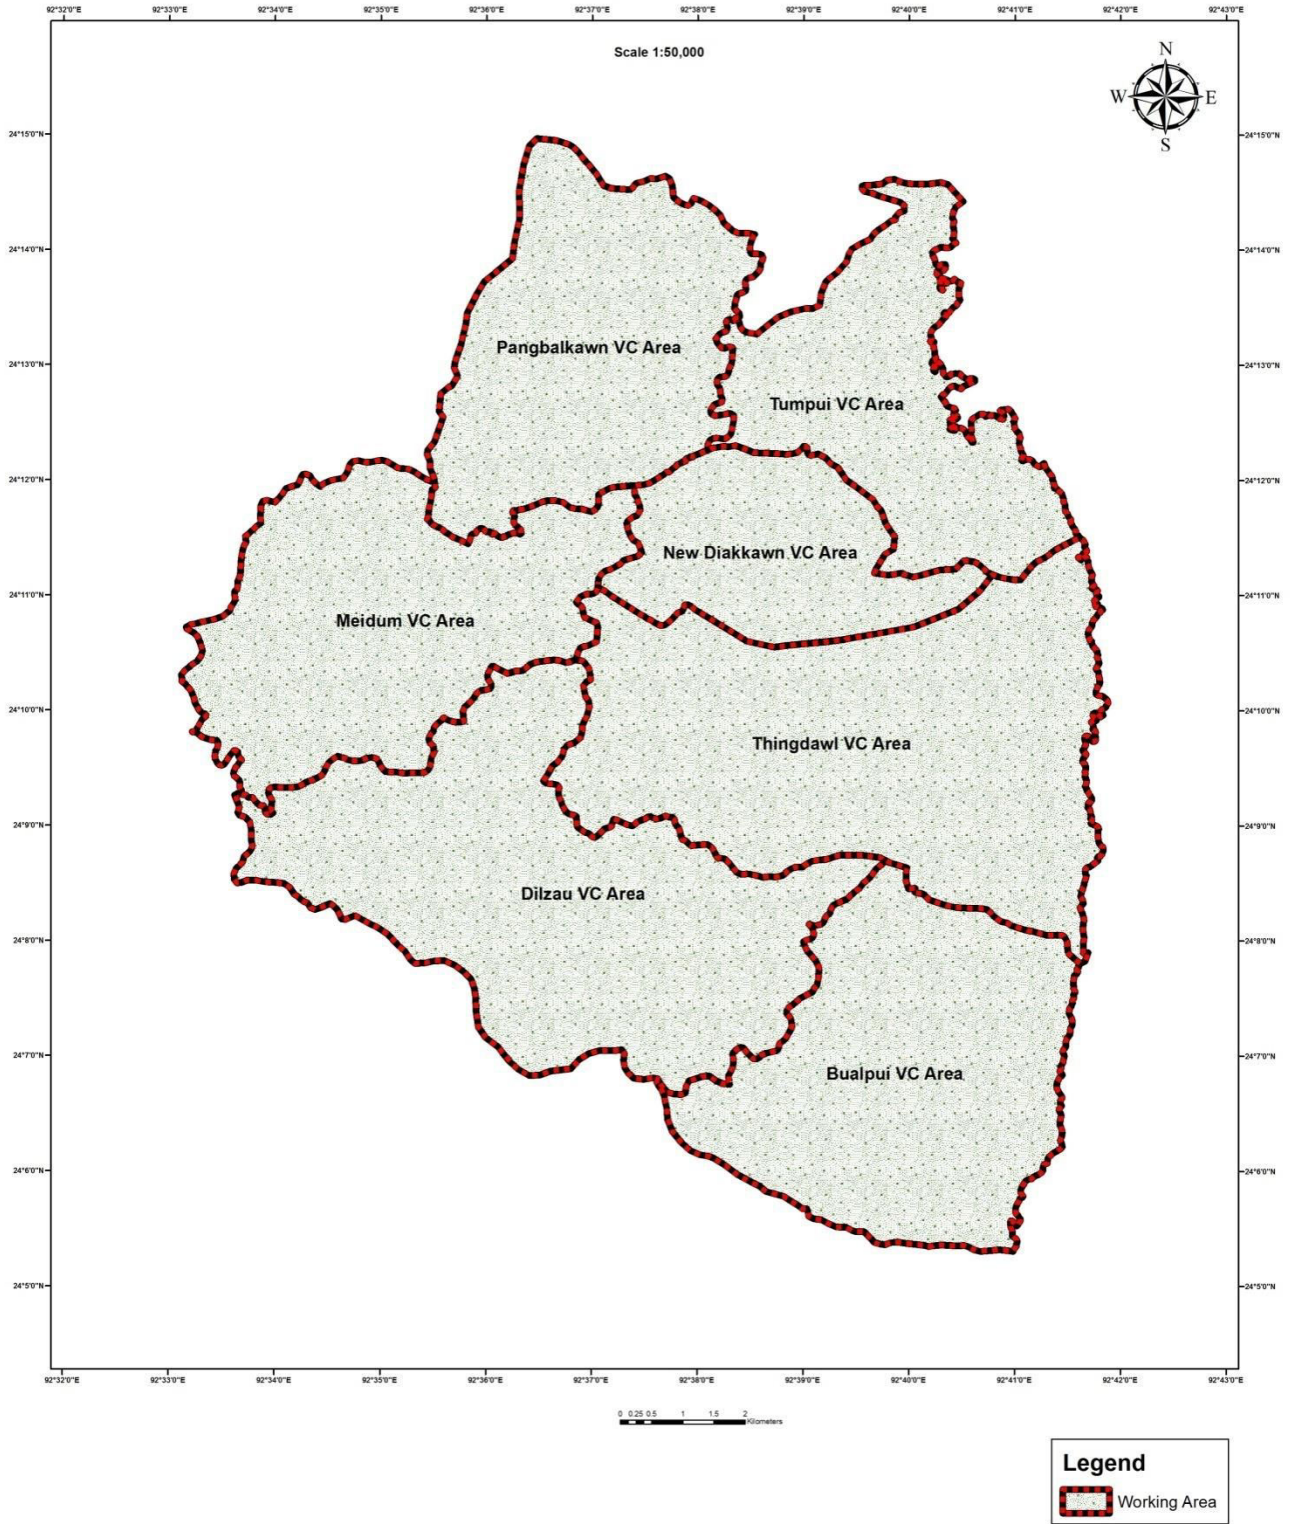 92°32'0"E 92°33'0"E 92°34'0"E 92°35'0"E 92°36'0"E 92°37'0"E 92°38'0"E 92°39'0"E 92°40'0"E 92°41'0"E 92°42'0"E 92°43'0"E
Scale 1:50,000
N
W E
S
24°15'0"N 24°15'0"N
24°14'0"N 24°14'0"N
Pangbalkawn VC Area
24°13'0"N 24°13'0"N
Tumpui VC Area
24°12'0"N 24°12'0"N
New Diakkawn VC Area
24°11'0"N 24°11'0"N
Meidum VC Area
24°10'0"N 24°10'0"N
Thingdawl VC Area
24°9'0"N 24°9'0"N
Dilzau VC Area
24°8'0"N 24°8'0"N
24°7'0"N 24°7'0"N
Bualpui VC Area
24°6'0"N 24°6'0"N
24°5'0"N 24°5'0"N
92°32'0"E 92°33'0"E 92°34'0"E 92°35'0"E 92°36'0"E 92°37'0"E 92°38'0"E 92°39'0"E 92°40'0"E 92°41'0"E 92°42'0"E 92°43'0"E
0 0.25 0.5 1 1.5 2
Kilometers
Legend
Working Area